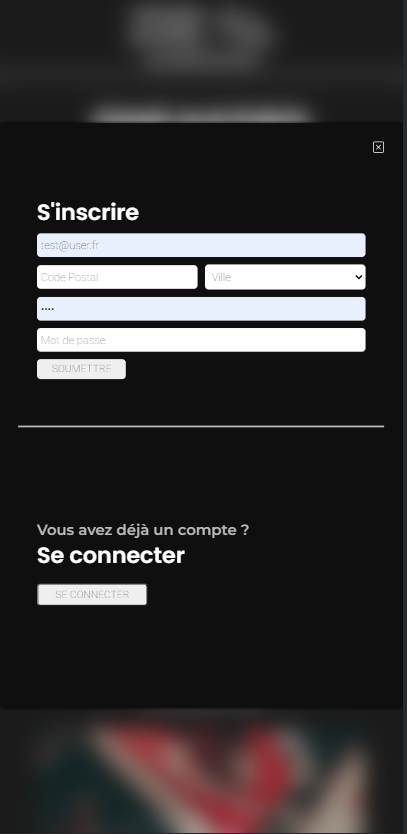 S'inscrire
test@user.fr
Code Postal
Ville
••••
Mot de passe
SOUMETTRE
Vous avez déjà un compte ?
Se connecter
SE CONNECTER